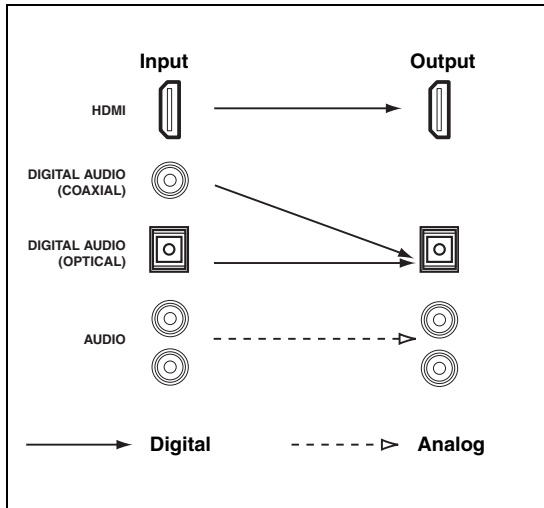 Input Output
HDMI
DIGITAL AUDIO
(COAXIAL)
DIGITAL AUDIO
(OPTICAL)
AUDIO
Digital Analog